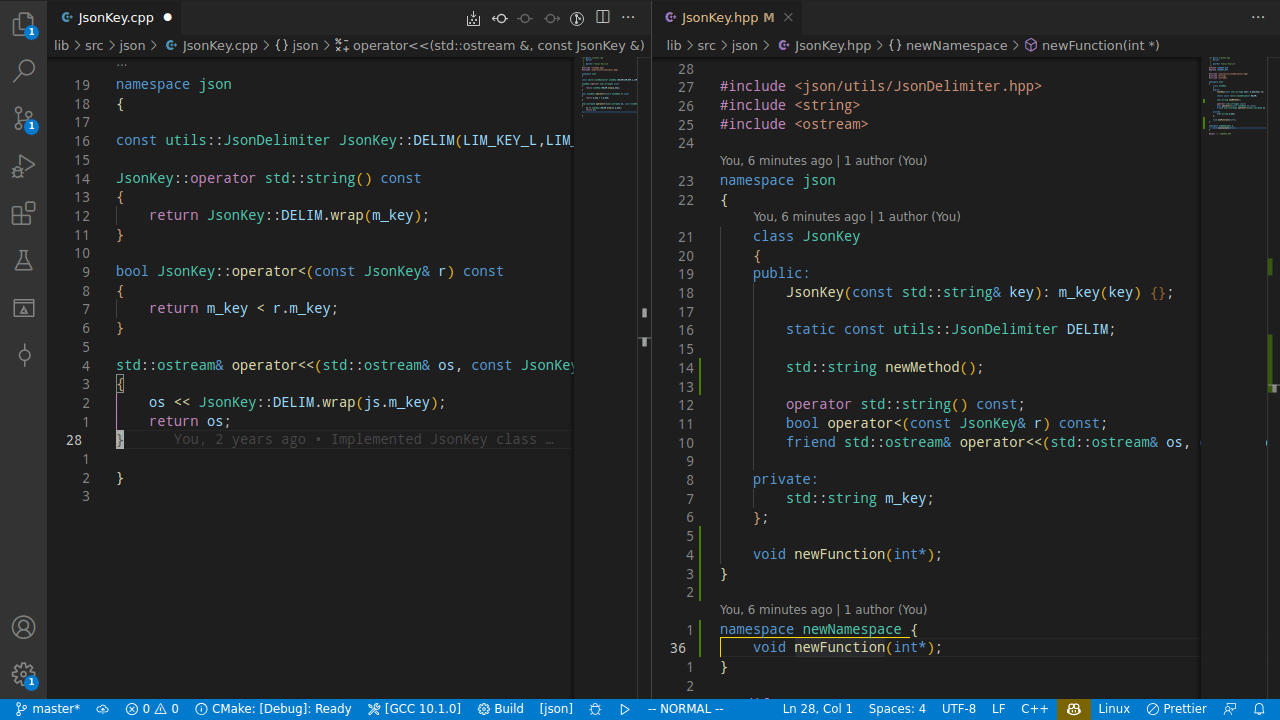 JsonKey.cpp ●
lib > src > json > JsonKey.cpp > {} json > operator<<(std::ostream &, const JsonKey &)
...
19 namespace json
18 {
17
16 const utils::JsonDelimiter JsonKey::DELIM(LIM_KEY_L,LIM_
15
14 JsonKey::operator std::string() const
13 {
12     return JsonKey::DELIM.wrap(m_key);
11 }
10
9 bool JsonKey::operator<(const JsonKey& r) const
8 {
7     return m_key < r.m_key;
6 }
5
4 std::ostream& operator<<(std::ostream& os, const JsonKey
3 {
2     os << JsonKey::DELIM.wrap(js.m_key);
1     return os;
28 }      You, 2 years ago • Implemented JsonKey class …
1
2 }
3
JsonKey.hpp M
lib > src > json > JsonKey.hpp > {} newNamespace > newFunction(int *)
28
27 #include <json/utils/JsonDelimiter.hpp>
26 #include <string>
25 #include <ostream>
24
You, 6 minutes ago | 1 author (You)
23 namespace json
22 {
You, 6 minutes ago | 1 author (You)
21     class JsonKey
20     {
19     public:
18         JsonKey(const std::string& key): m_key(key) {};
17
16         static const utils::JsonDelimiter DELIM;
15
14         std::string newMethod();
13
12         operator std::string() const;
11         bool operator<(const JsonKey& r) const;
10         friend std::ostream& operator<<(std::ostream& os,
9
8     private:
7         std::string m_key;
6     };
5
4     void newFunction(int*);
3 }
2
You, 6 minutes ago | 1 author (You)
1 namespace newNamespace {
36     void newFunction(int*);
1 }
2
1
1
1
master* 0 0 CMake: [Debug]: Ready [GCC 10.1.0] Build [json] -- NORMAL -- Ln 28, Col 1 Spaces: 4 UTF-8 LF C++ Linux Prettier